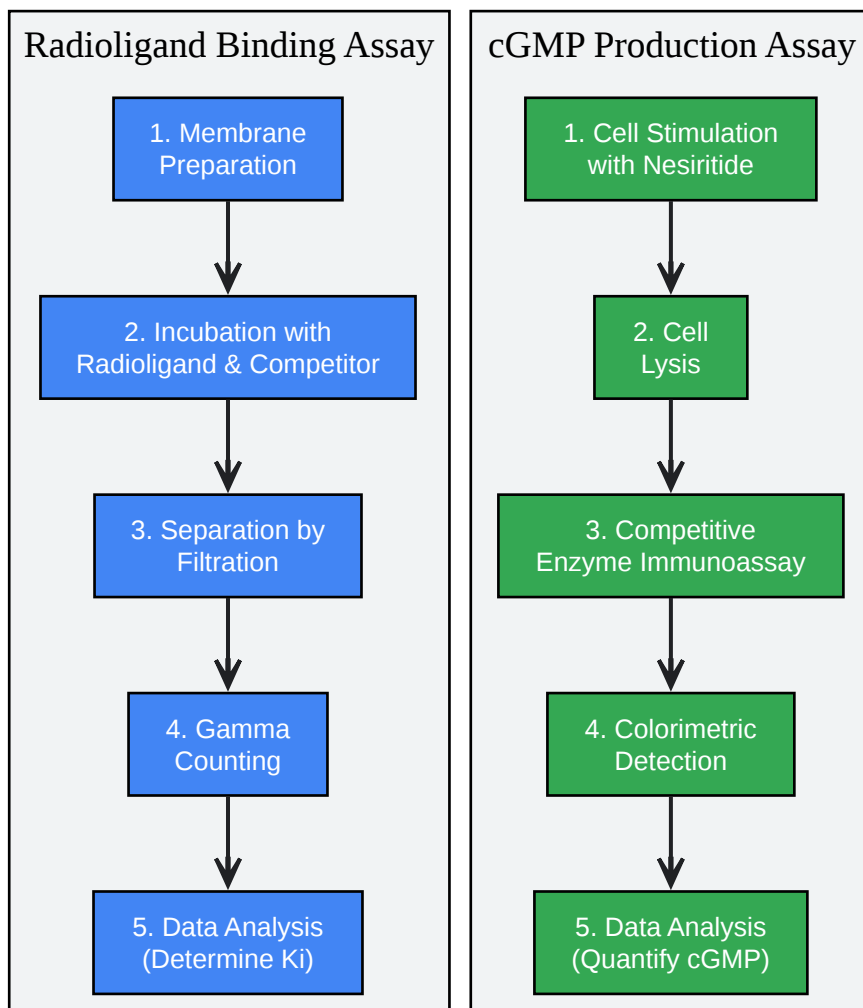 Radioligand Binding Assay
1. Membrane
Preparation
2. Incubation with
Radioligand & Competitor
3. Separation by
Filtration
4. Gamma
Counting
5. Data Analysis
(Determine Ki)
cGMP Production Assay
1. Cell Stimulation
with Nesiritide
2. Cell
Lysis
3. Competitive
Enzyme Immunoassay
4. Colorimetric
Detection
5. Data Analysis
(Quantify cGMP)